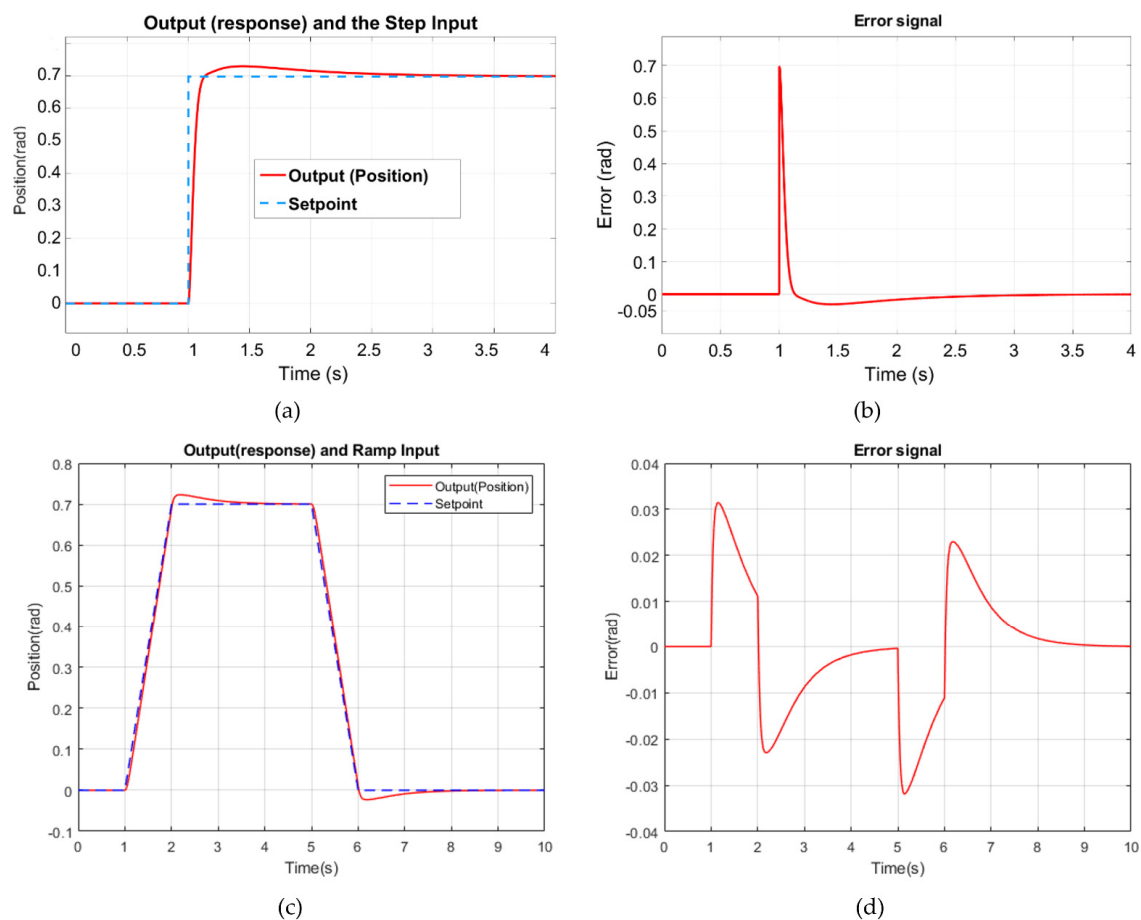 Output (response) and the Step Input
Position(rad)
0.7
0.6
0.5
0.4
0.3
0.2
0.1
0
Output (Position)
Setpoint
0 0.5 1 1.5 2 2.5 3 3.5 4
Time (s)
(a)
Error signal
Error (rad)
0.7
0.6
0.5
0.4
0.3
0.2
0.1
0
-0.05
0 0.5 1 1.5 2 2.5 3 3.5 4
Time (s)
(b)
Output(response) and Ramp Input
Position(rad)
0.8
0.7
0.6
0.5
0.4
0.3
0.2
0.1
0
-0.1
Output(Position)
Setpoint
0 1 2 3 4 5 6 7 8 9 10
Time(s)
(c)
Error signal
Error(rad)
0.04
0.03
0.02
0.01
0
-0.01
-0.02
-0.03
-0.04
0 1 2 3 4 5 6 7 8 9 10
Time(s)
(d)